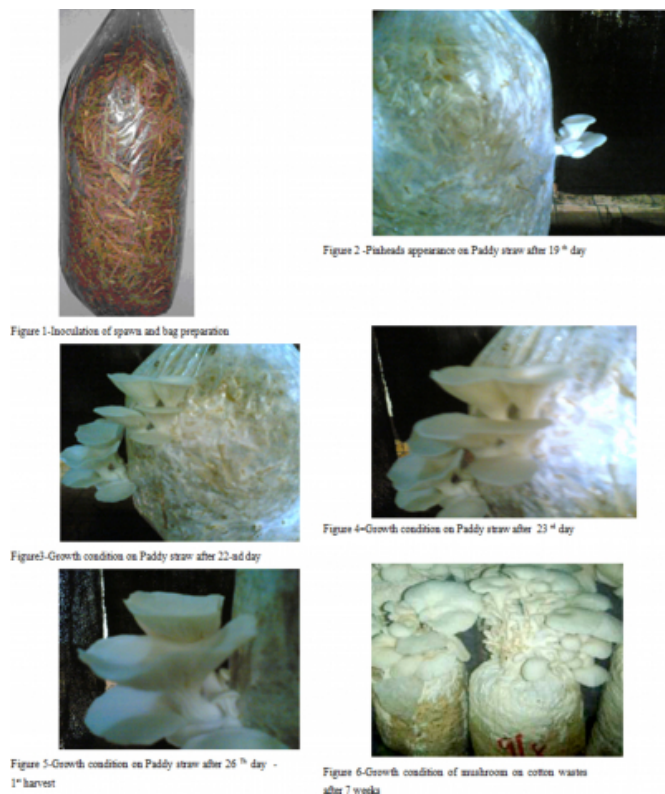 Figure 1-Inoculation of spawn and bag preparation
Figure 2 -Pinheads appearance on Paddy straw after 19 th day
Figure3-Growth condition on Paddy straw after 22-nd day
Figure 4=Growth condition on Paddy straw after 23 rd day
Figure 5-Growth condition on Paddy straw after 26 Th day -
1st harvest
Figure 6-Growth condition of mushroom on cotton wastes
after 7 weeks